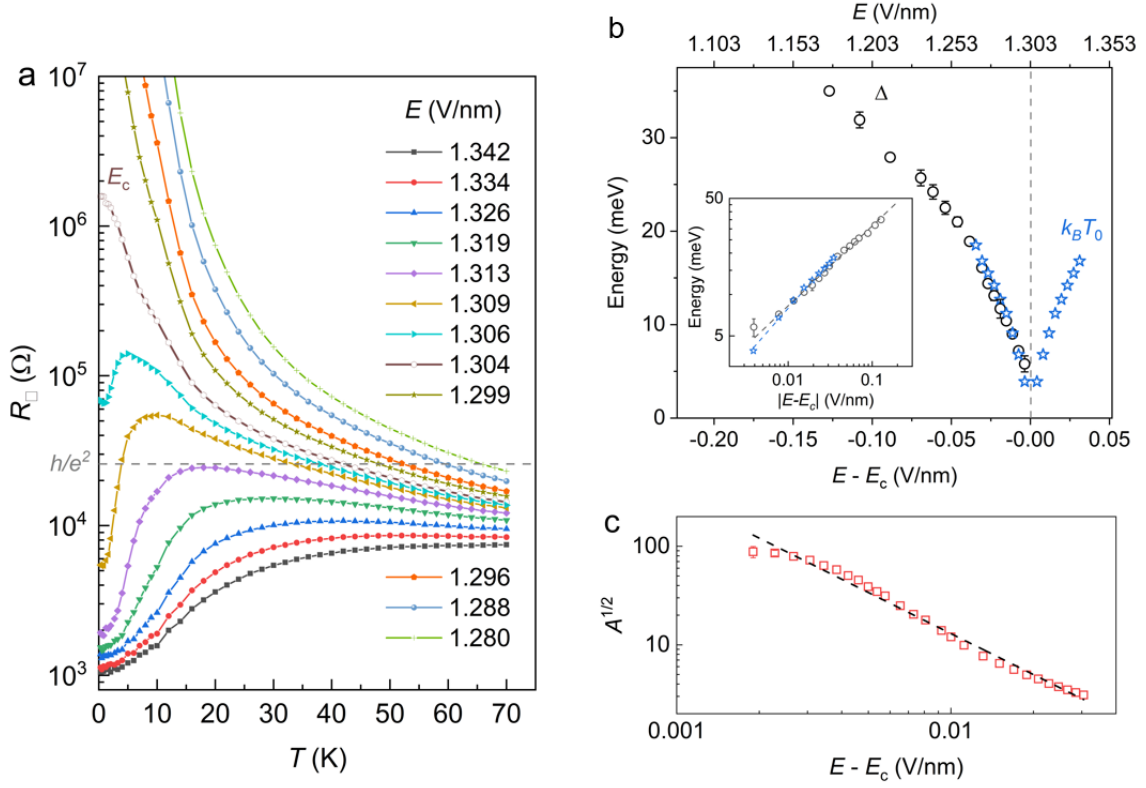 a
10^7
10^6
10^5
10^4
10^3
R□ (Ω)
h/e^2
E_c
E (V/nm)
1.342
1.334
1.326
1.319
1.313
1.309
1.306
1.304
1.299
1.296
1.288
1.280
0 10 20 30 40 50 60 70
T (K)
b
E (V/nm)
1.103 1.153 1.203 1.253 1.303 1.353
Δ
k_BT_0
Energy (meV)
30
20
10
0
-0.20 -0.15 -0.10 -0.05 -0.00 0.05
E - E_c (V/nm)
50
5
Energy (meV)
0.01 0.1
|E-E_c| (V/nm)
c
100
10
A^1/2
0.001 0.01
E - E_c (V/nm)